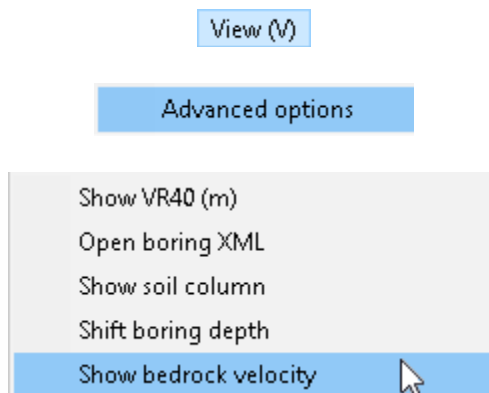 View (V)
Advanced options
Show VR40 (m)
Open boring XML
Show soil column
Shift boring depth
Show bedrock velocity